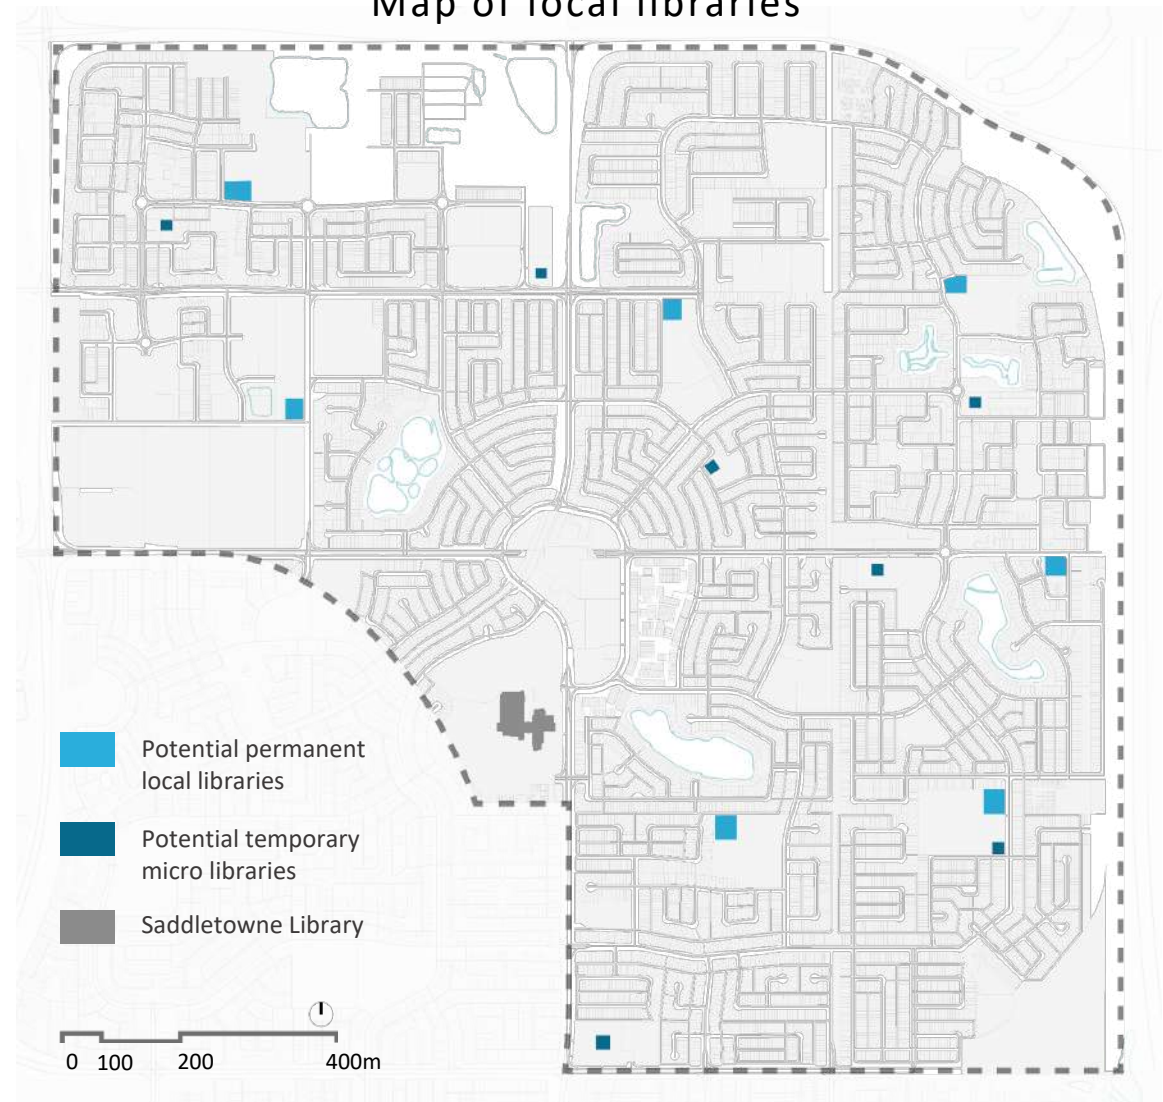 Map of local libraries
Potential permanent
local libraries
Potential temporary
micro libraries
Saddletowne Library
0 100 200 400m